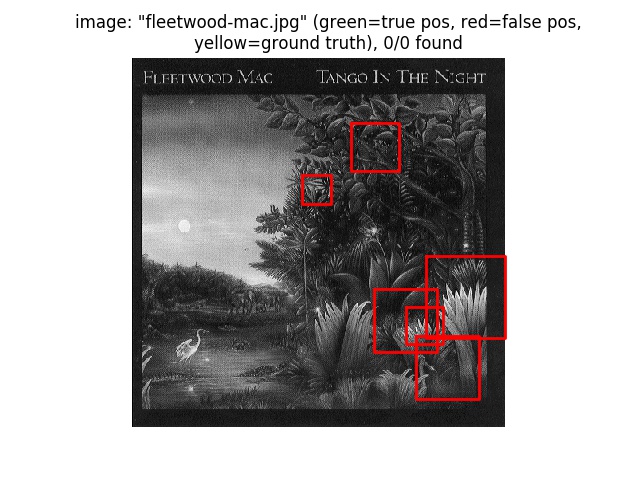 image: "fleetwood-mac.jpg" (green=true pos, red=false pos,
yellow=ground truth), 0/0 found
FLEETWOOD MAC TANGO IN THE NIGHT